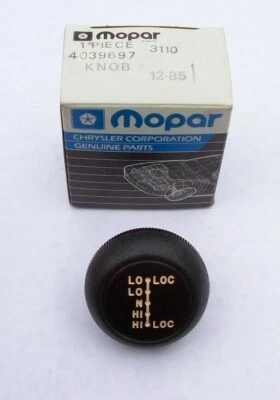 Mopar
1 PIECE 3110
4039697
KNOB 12-86
Mopar
CHRYSLER CORPORATION
GENUINE PARTS
LO LOC
LO
N
HI
HI LOC